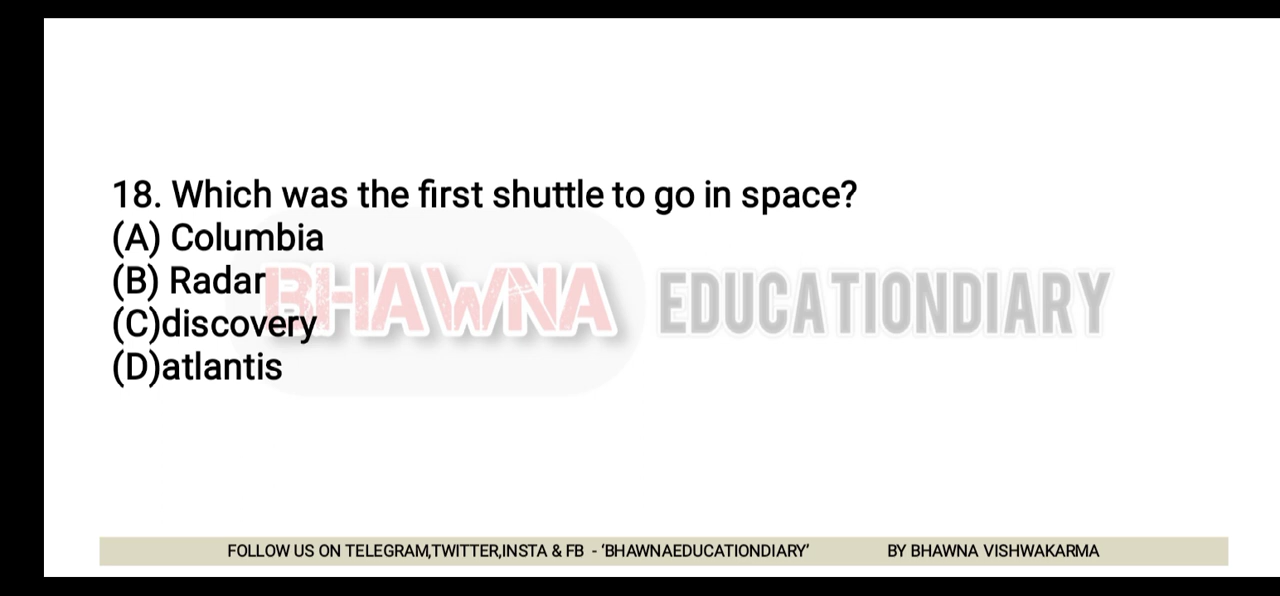 18. Which was the first shuttle to go in space?
(A) Columbia
(B) Radar
(C)discovery
(D)atlantis
BHAWNA EDUCATIONDIARY
FOLLOW US ON TELEGRAM,TWITTER,INSTA & FB - 'BHAWNAEDUCATIONDIARY' BY BHAWNA VISHWAKARMA